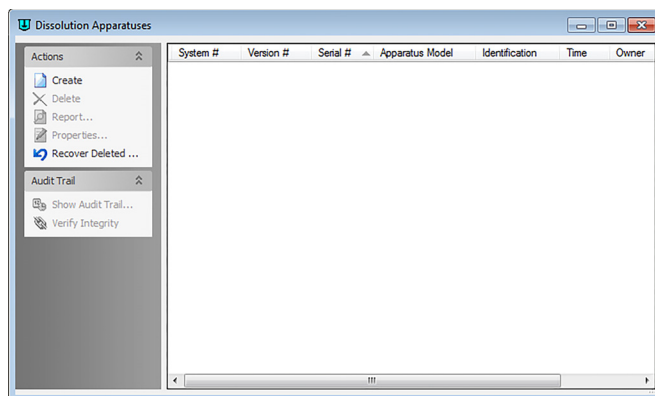 Dissolution Apparatuses
Actions
Create
Delete
Report...
Properties...
Recover Deleted ...
Audit Trail
Show Audit Trail...
Verify Integrity
System # Version # Serial # Apparatus Model Identification Time Owner